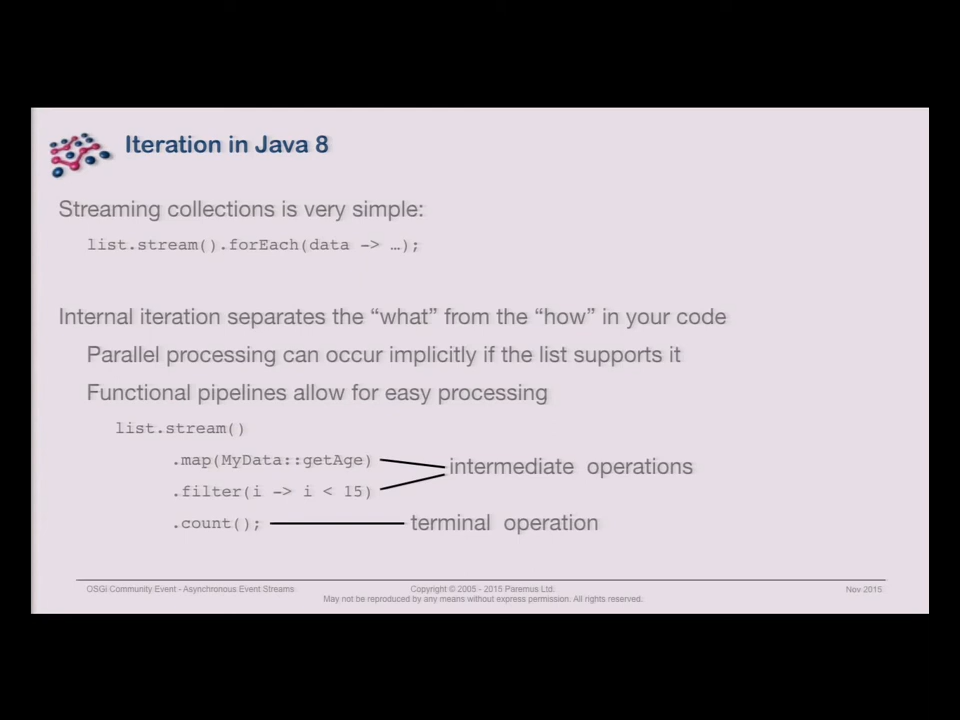 Iteration in Java 8
Streaming collections is very simple:
list.stream().forEach(data -> …);
Internal iteration separates the “what” from the “how” in your code
Parallel processing can occur implicitly if the list supports it
Functional pipelines allow for easy processing
list.stream()
.map(MyData::getAge)
intermediate operations
.filter(i -> i < 15)
.count();
terminal operation
OSGi Community Event - Asynchronous Event Streams
Copyright © 2005 - 2015 Paremus Ltd.
May not be reproduced by any means without express permission. All rights reserved.
Nov 2015